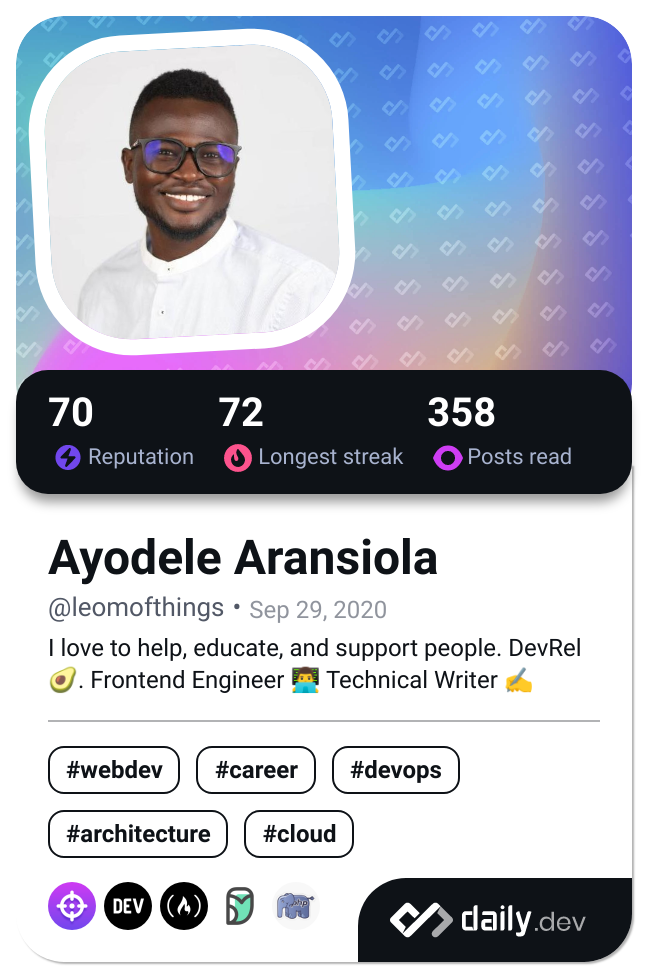 70 72 358
Reputation Longest streak Posts read
Ayodele Aransiola
@leomofthings • Sep 29, 2020
I love to help, educate, and support people. DevRel
🥑. Frontend Engineer 👨‍💻 Technical Writer ✍️
#webdev #career #devops
#architecture #cloud
DEV php
daily.dev